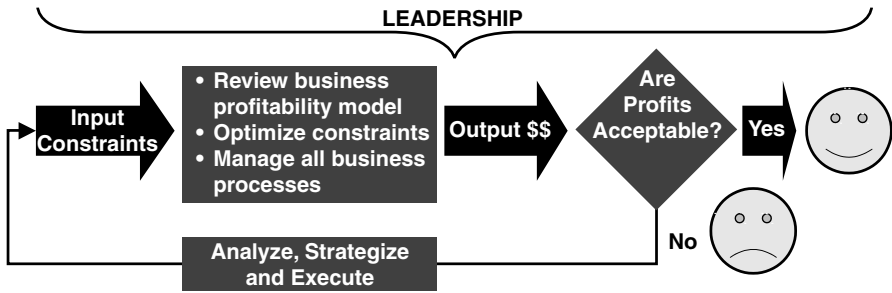 LEADERSHIP
Input
Constraints
• Review business
profitability model
• Optimize constraints
• Manage all business
processes
Output $$
Are
Profits
Acceptable?
Yes
No
Analyze, Strategize
and Execute